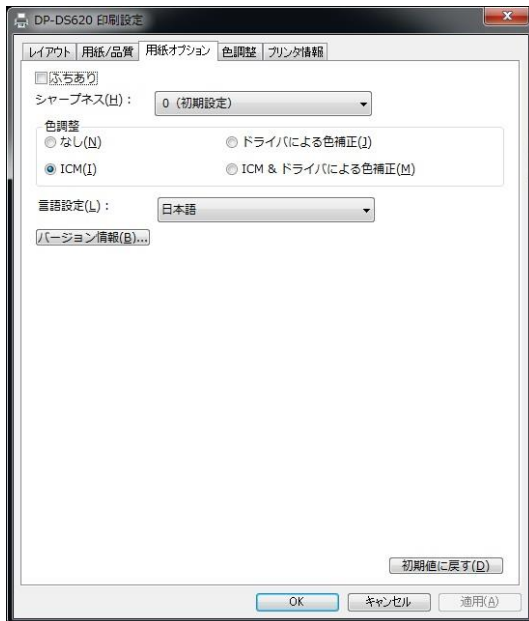 DP-DS620 印刷設定
レイアウト 用紙/品質 用紙オプション 色調整 プリンタ情報
ふちあり
シャープネス(H)： 0（初期設定）
色調整
なし(N) ドライバによる色補正(J)
ICM(I) ICM & ドライバによる色補正(M)
言語設定(L)： 日本語
バージョン情報(B)...
初期値に戻す(D)
OK キャンセル 適用(A)